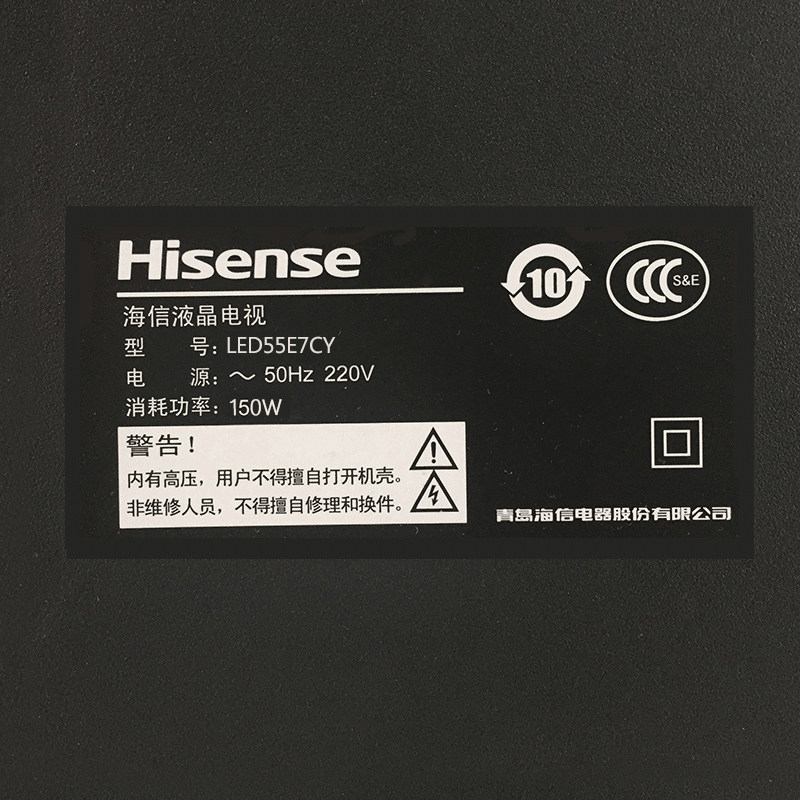 Hisense
海信液晶电视
型 号: LED55E7CY
电 源: ～ 50Hz 220V
消耗功率: 150W
警告!
内有高压，用户不得擅自打开机壳。
非维修人员，不得擅自修理和换件。
10
CCC S&E
青岛海信电器股份有限公司